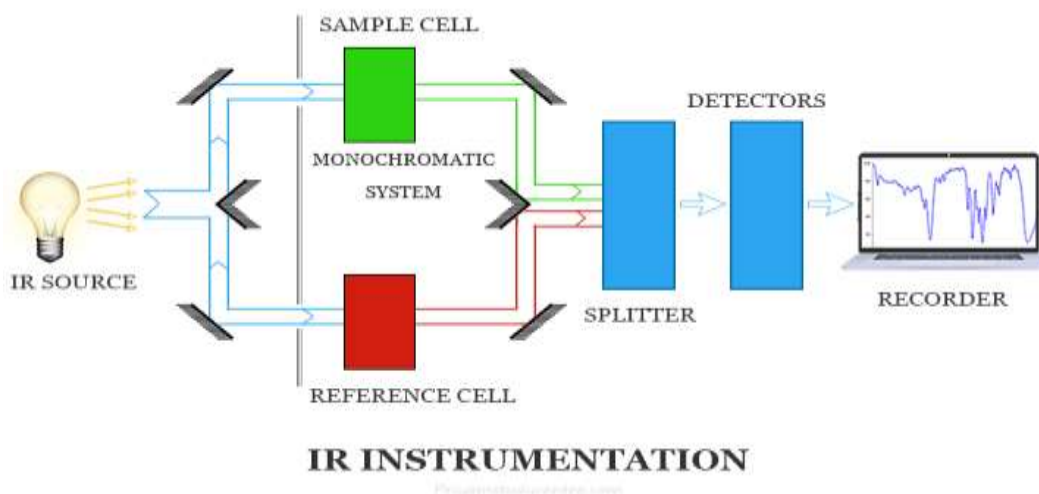 SAMPLE CELL
DETECTORS
MONOCHROMATIC
SYSTEM
IR SOURCE
RECORDER
SPLITTER
REFERENCE CELL
IR INSTRUMENTATION